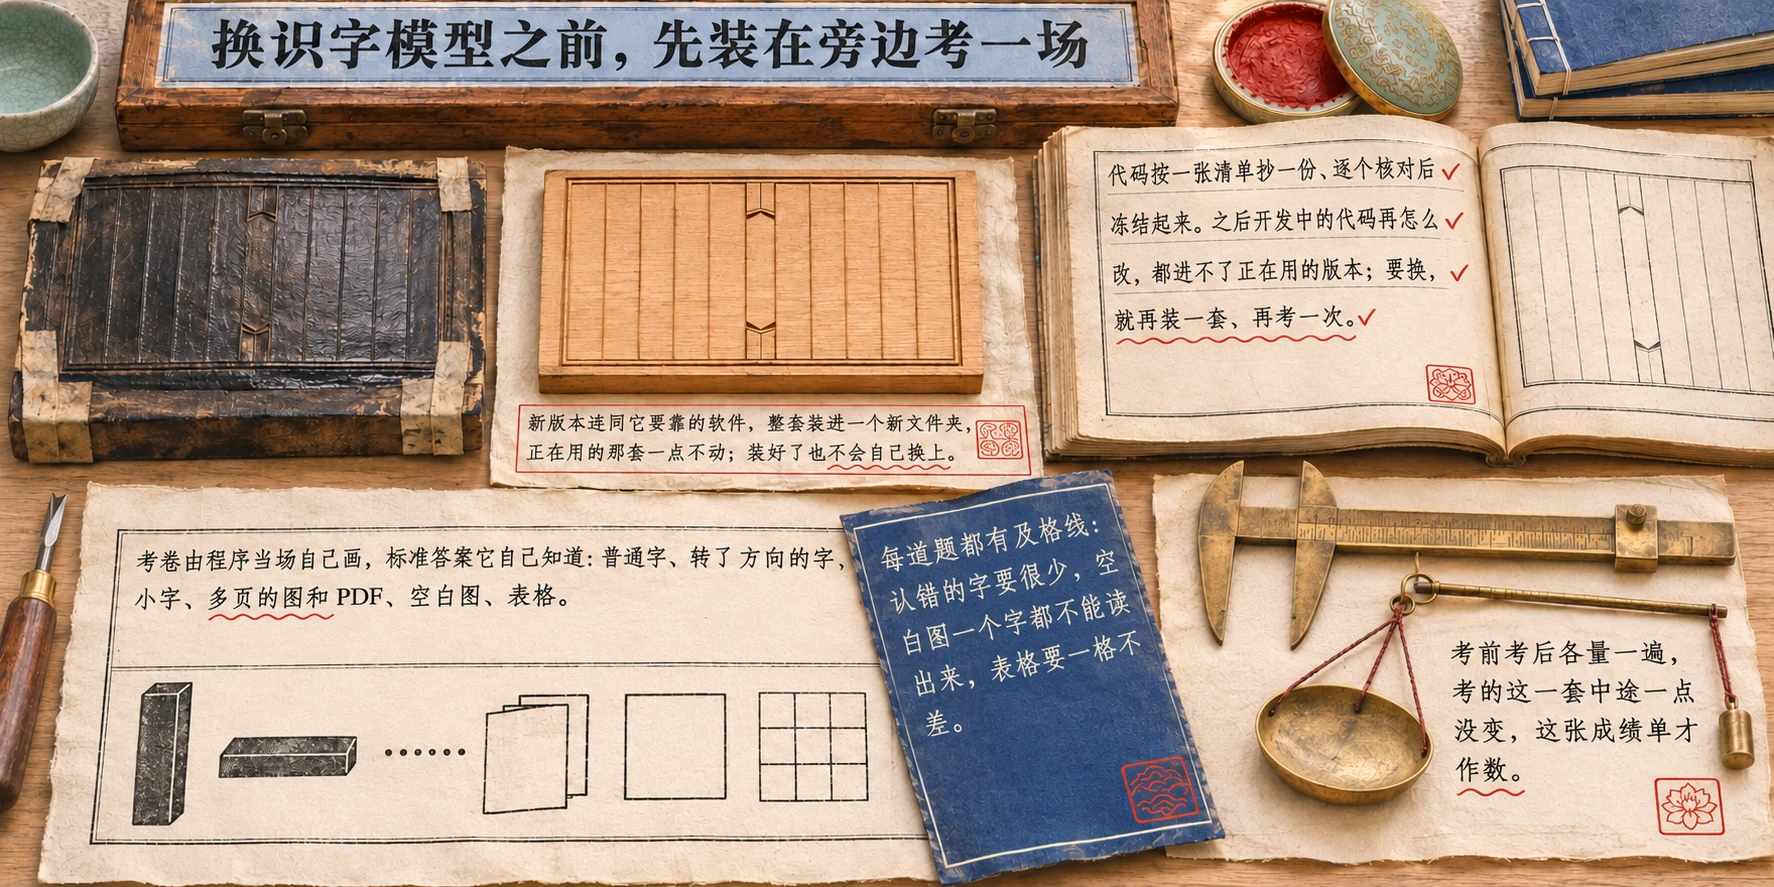 换识字模型之前，先装在旁边考一场
代码按一张清单抄一份、逐个核对后
冻结起来。之后开发中的代码再怎么
改，都进不了正在用的版本；要换，
就再装一套、再考一次。
新版本连同它要靠的软件，整套装进一个新文件夹，
正在用的那套一点不动；装好了也不会自己换上。
考卷由程序当场自己画，标准答案它自己知道：普通字、转了方向的字，
小字、多页的图和 PDF、空白图、表格。
每道题都有及格线：
认错的字要很少，空
白图一个字都不能读
出来，表格要一格不
差。
考前考后各量一遍，
考的这一套中途一点
没变，这张成绩单才
作数。